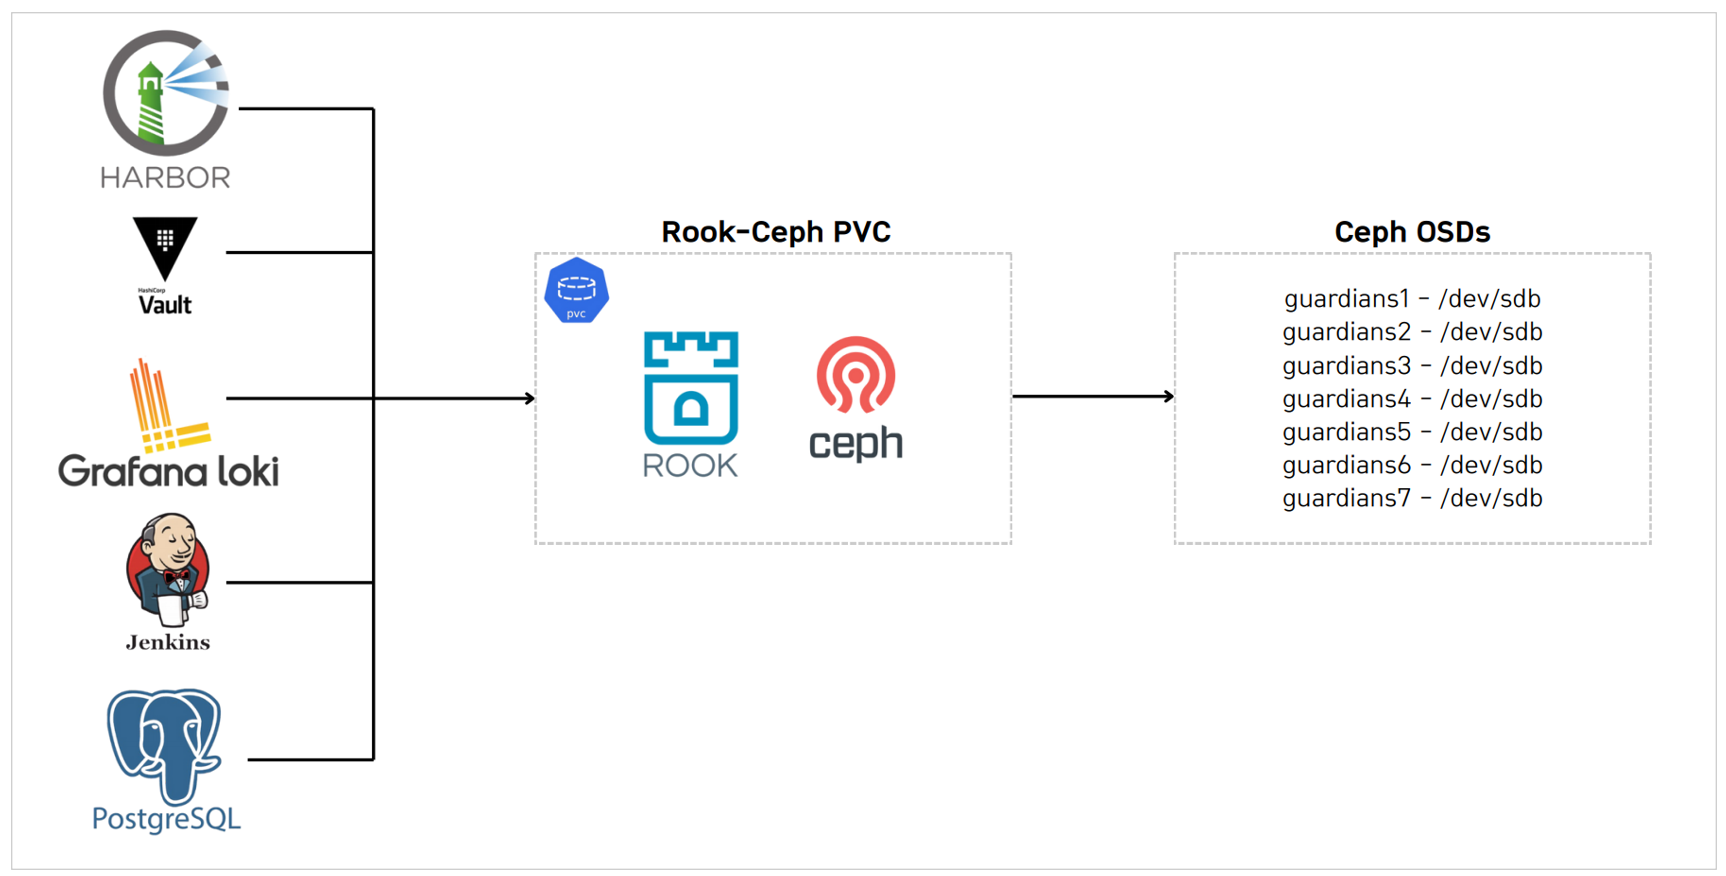 HARBOR
HashiCorp
Vault
Grafana loki
Jenkins
PostgreSQL
Rook-Ceph PVC
pvc
ROOK
ceph
Ceph OSDs
guardians1 - /dev/sdb
guardians2 - /dev/sdb
guardians3 - /dev/sdb
guardians4 - /dev/sdb
guardians5 - /dev/sdb
guardians6 - /dev/sdb
guardians7 - /dev/sdb